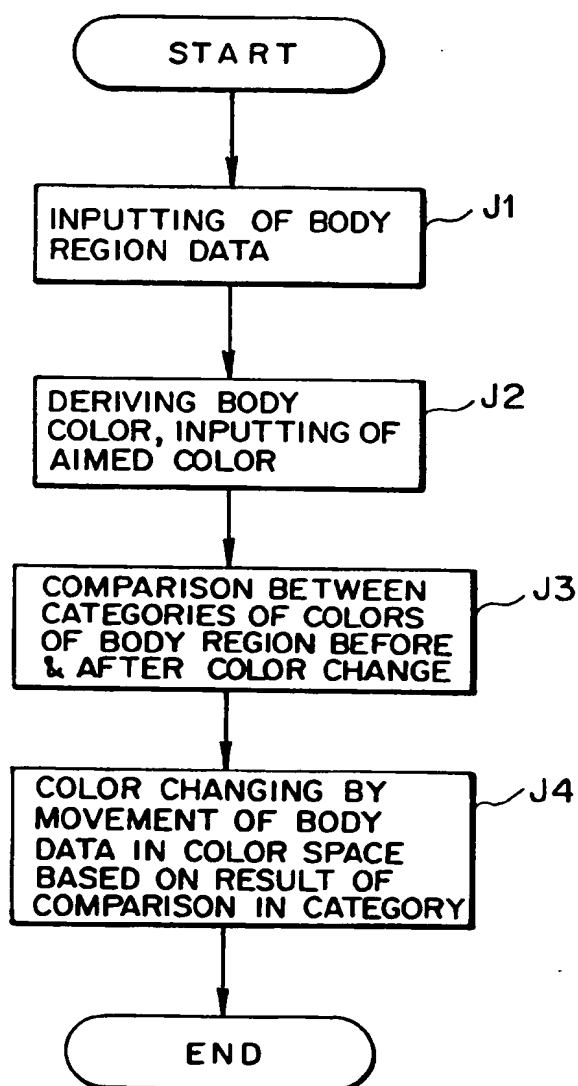 START
INPUTTING OF BODY
REGION DATA
J1
DERIVING BODY
COLOR, INPUTTING OF
AIMED COLOR
J2
COMPARISON BETWEEN
CATEGORIES OF COLORS
OF BODY REGION BEFORE
& AFTER COLOR CHANGE
J3
COLOR CHANGING BY
MOVEMENT OF BODY
DATA IN COLOR SPACE
BASED ON RESULT OF
COMPARISON IN CATEGORY
J4
END